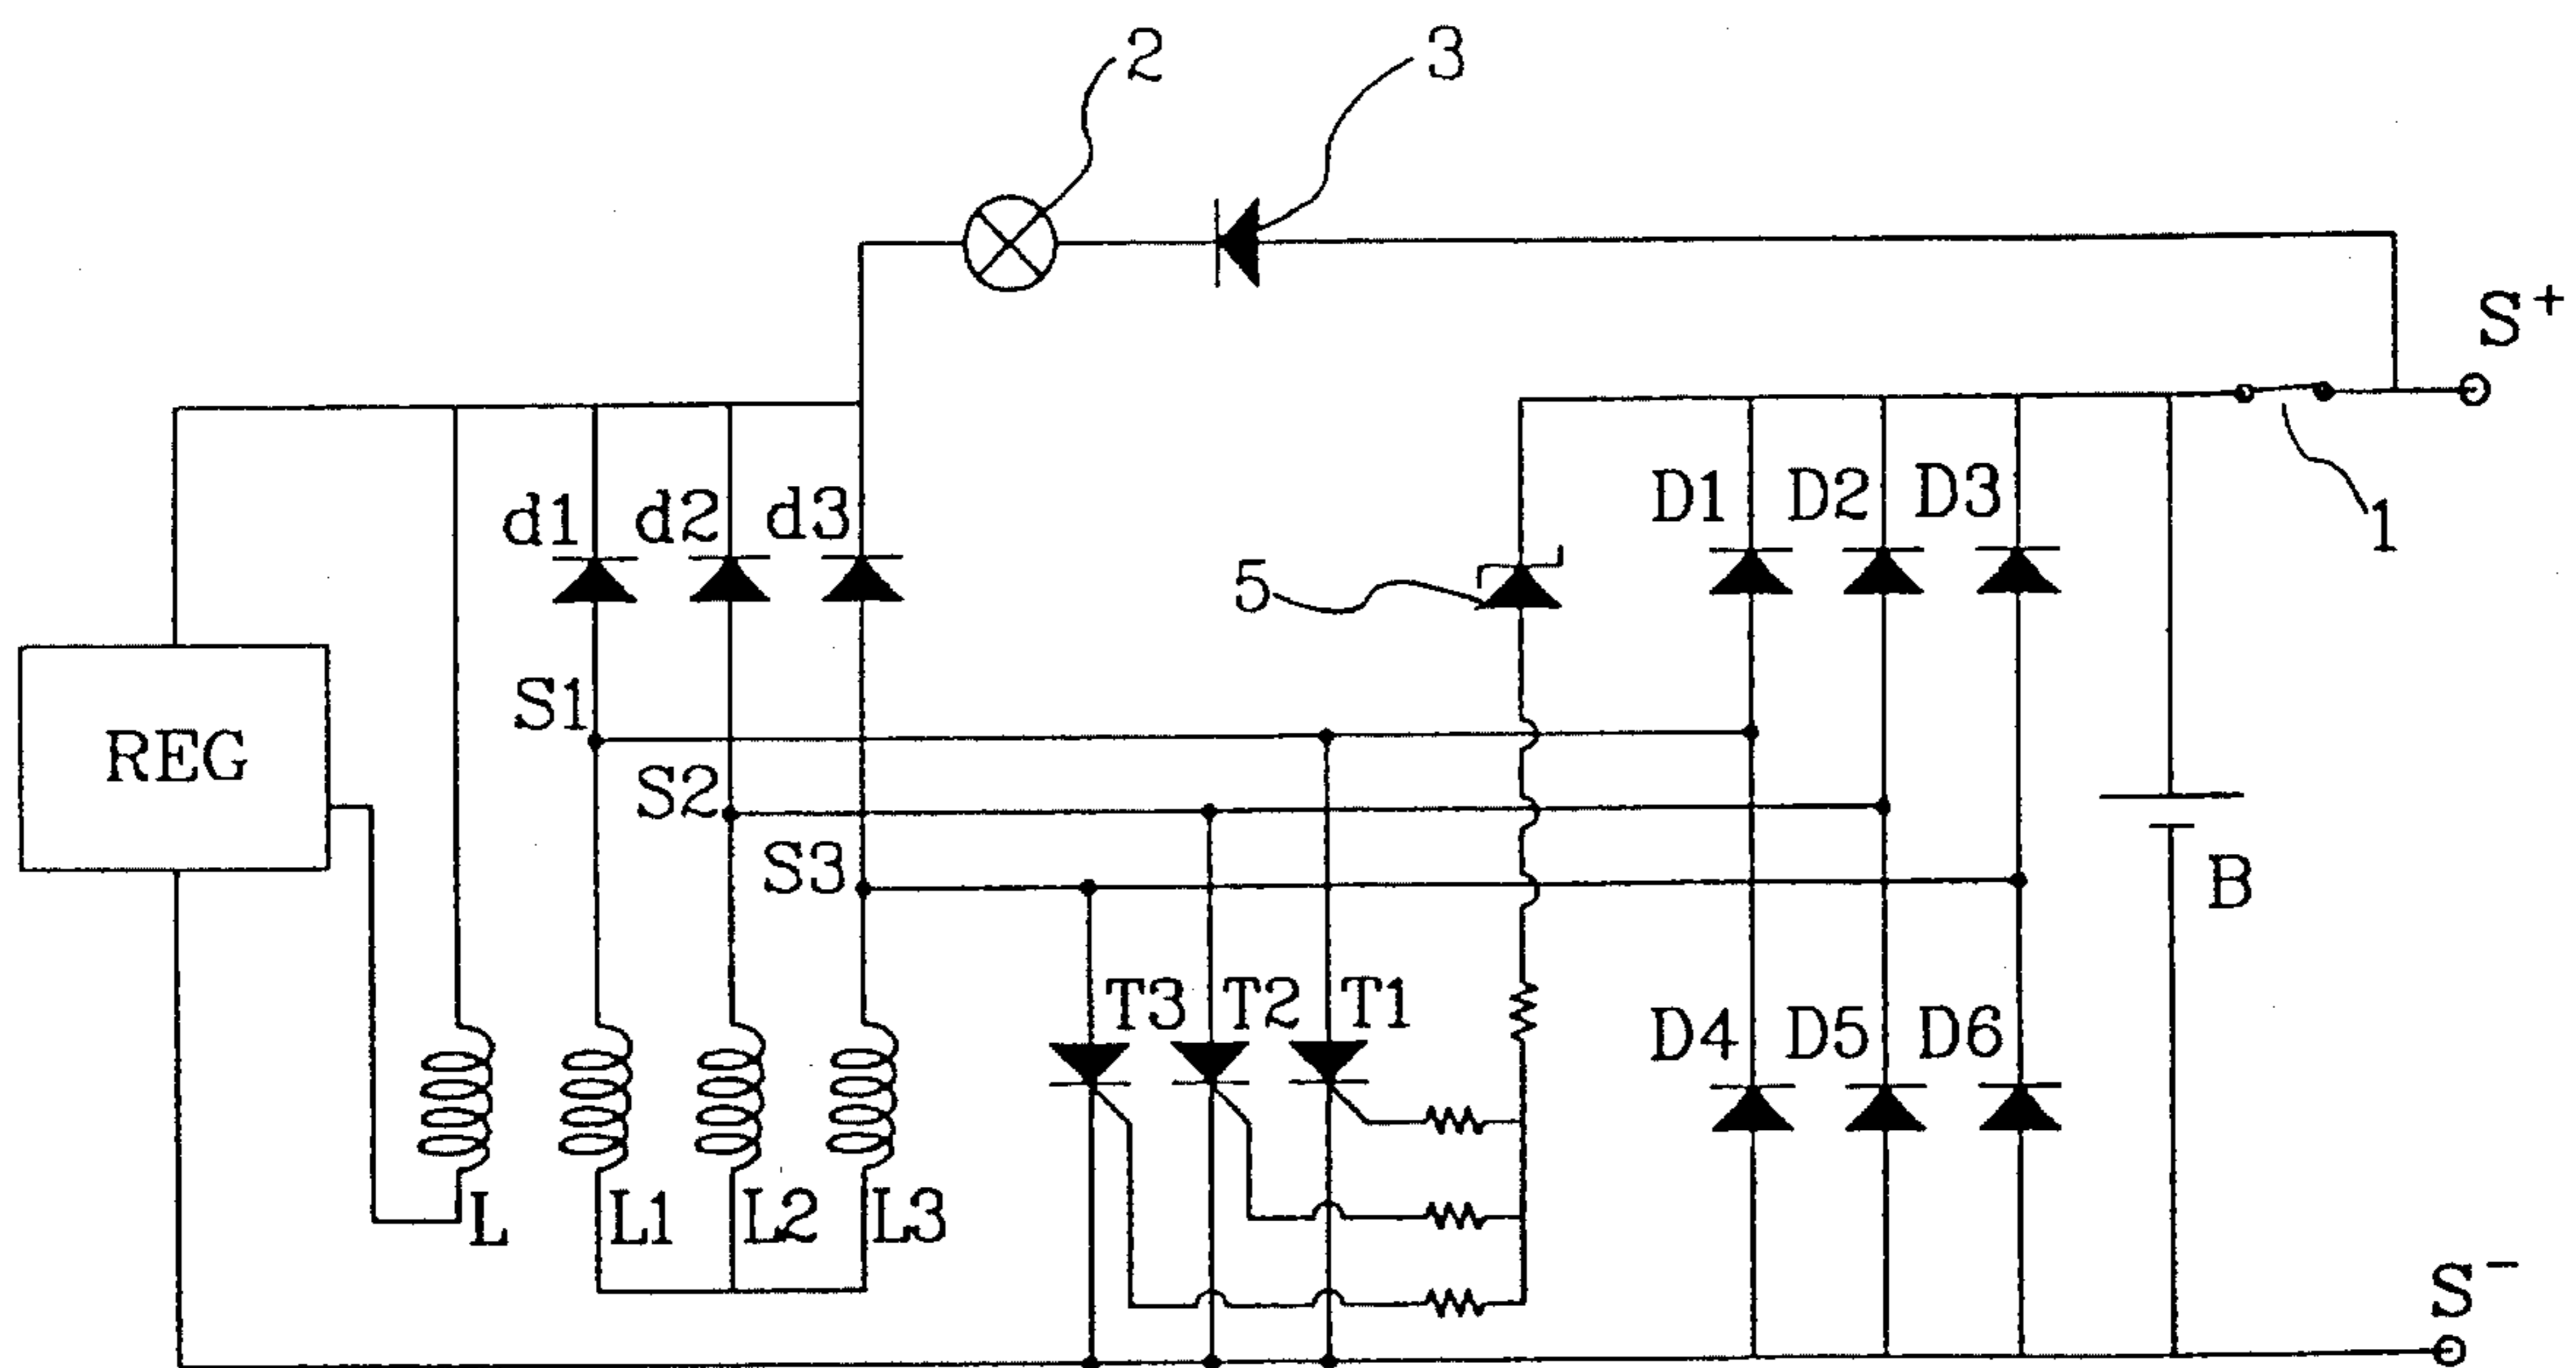 2 3
S+
d1 d2 d3 D1 D2 D3
1
5
S1
REG
S2
S3
B
T3 T2 T1
D4 D5 D6
L L1 L2 L3
S-